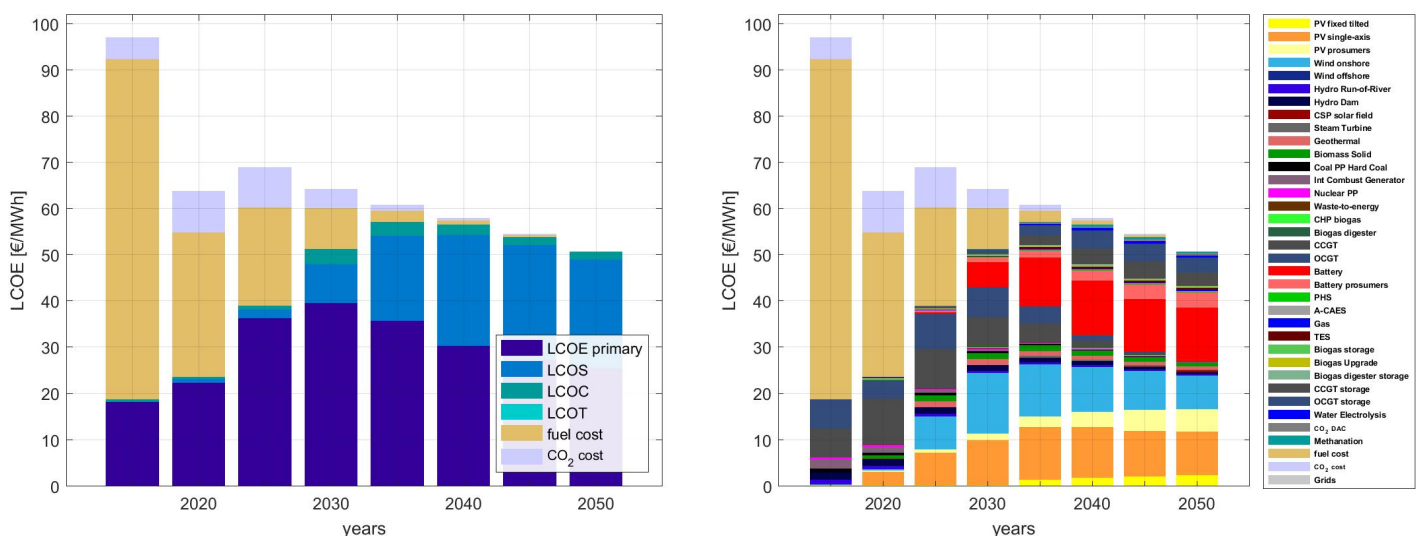 100
90
80
70
60
50
40
30
20
10
0
LCOE [€/MWh]
2020
2030
2040
2050
years
LCOE primary
LCOS
LCOC
LCOT
fuel cost
CO2 cost
100
90
80
70
60
50
40
30
20
10
0
LCOE [€/MWh]
2020
2030
2040
2050
years
PV fixed tilted
PV single-axis
PV prosumers
Wind onshore
Wind offshore
Hydro Run-of-River
Hydro Dam
CSP solar field
Steam Turbine
Geothermal
Biomass Solid
Coal PP Hard Coal
Int Combust Generator
Nuclear PP
Waste-to-energy
CHP biogas
Biogas digester
CCGT
OCGT
Battery
Battery prosumers
PHS
A-CAES
Gas
TES
Biogas storage
Biogas Upgrade
Biogas digester storage
CCGT storage
OCGT storage
Water Electrolysis
CO2 DAC
Methanation
fuel cost
CO2 cost
Grids